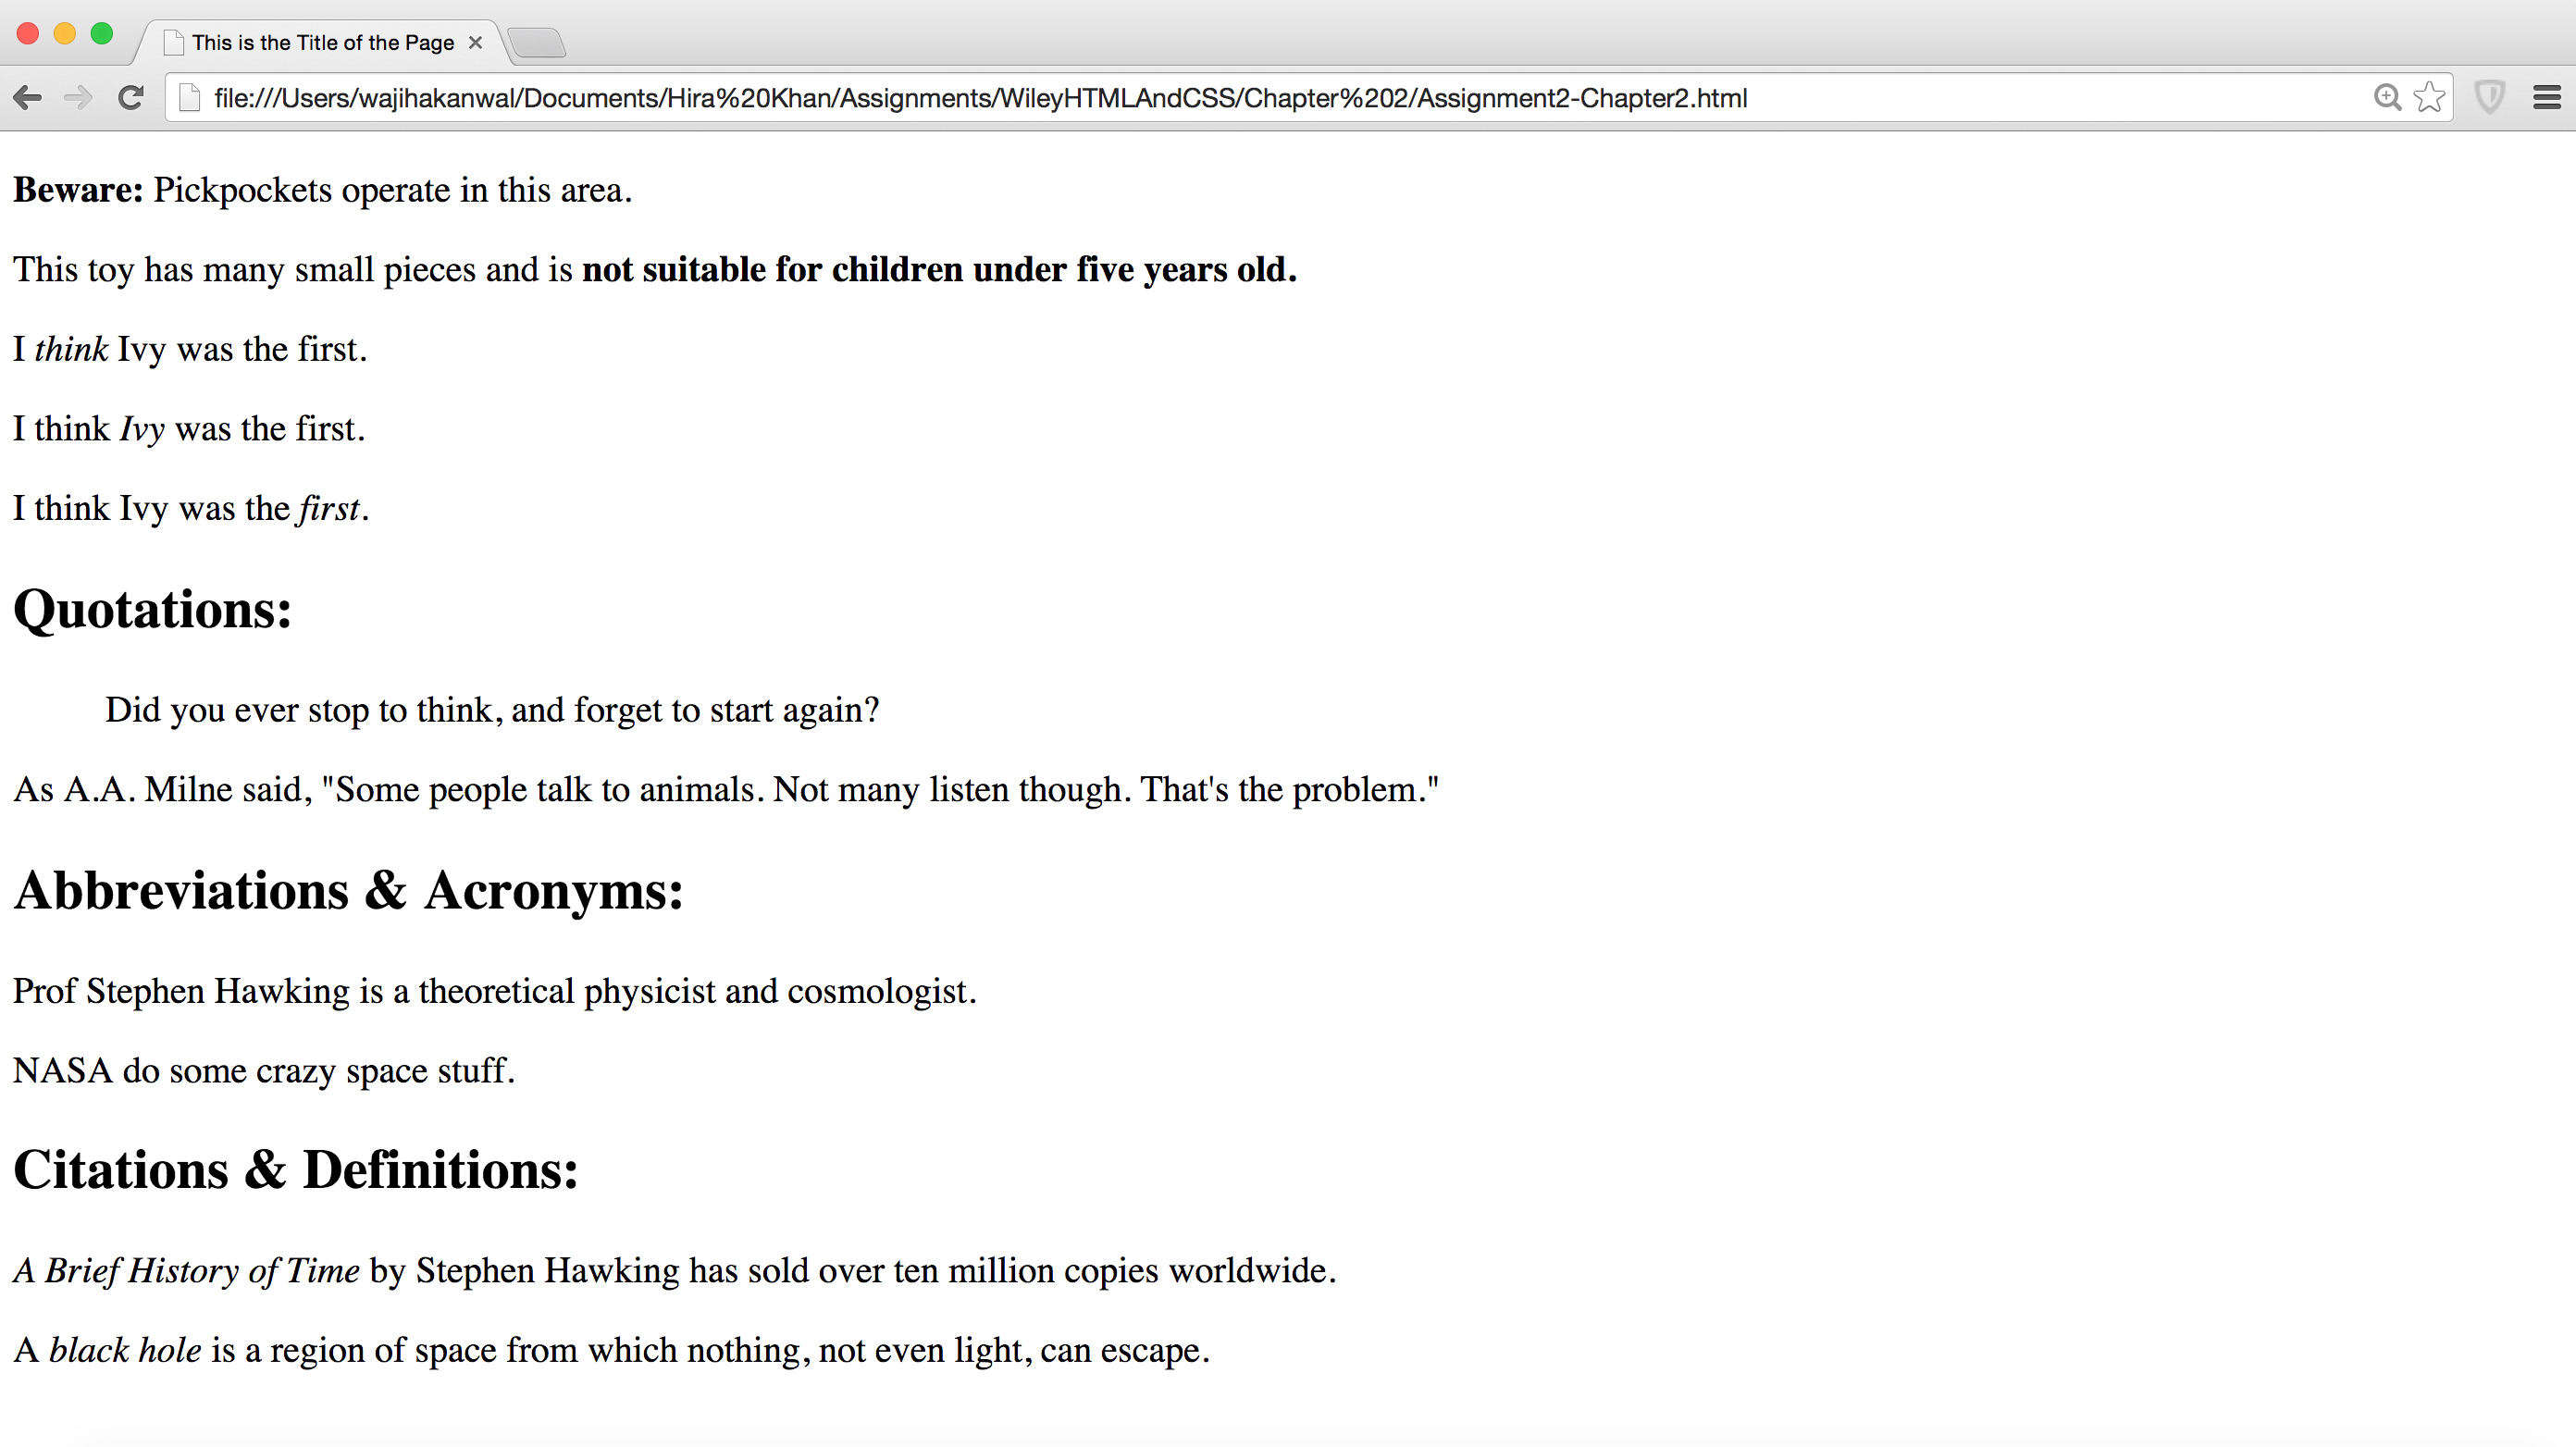 This is the Title of the Page
file:///Users/wajihakanwal/Documents/Hira%20Khan/Assignments/WileyHTMLAndCSS/Chapter%202/Assignment2-Chapter2.html
Beware: Pickpockets operate in this area.
This toy has many small pieces and is not suitable for children under five years old.
I think Ivy was the first.
I think Ivy was the first.
I think Ivy was the first.
Quotations:
Did you ever stop to think, and forget to start again?
As A.A. Milne said, "Some people talk to animals. Not many listen though. That's the problem."
Abbreviations & Acronyms:
Prof Stephen Hawking is a theoretical physicist and cosmologist.
NASA do some crazy space stuff.
Citations & Definitions:
A Brief History of Time by Stephen Hawking has sold over ten million copies worldwide.
A black hole is a region of space from which nothing, not even light, can escape.